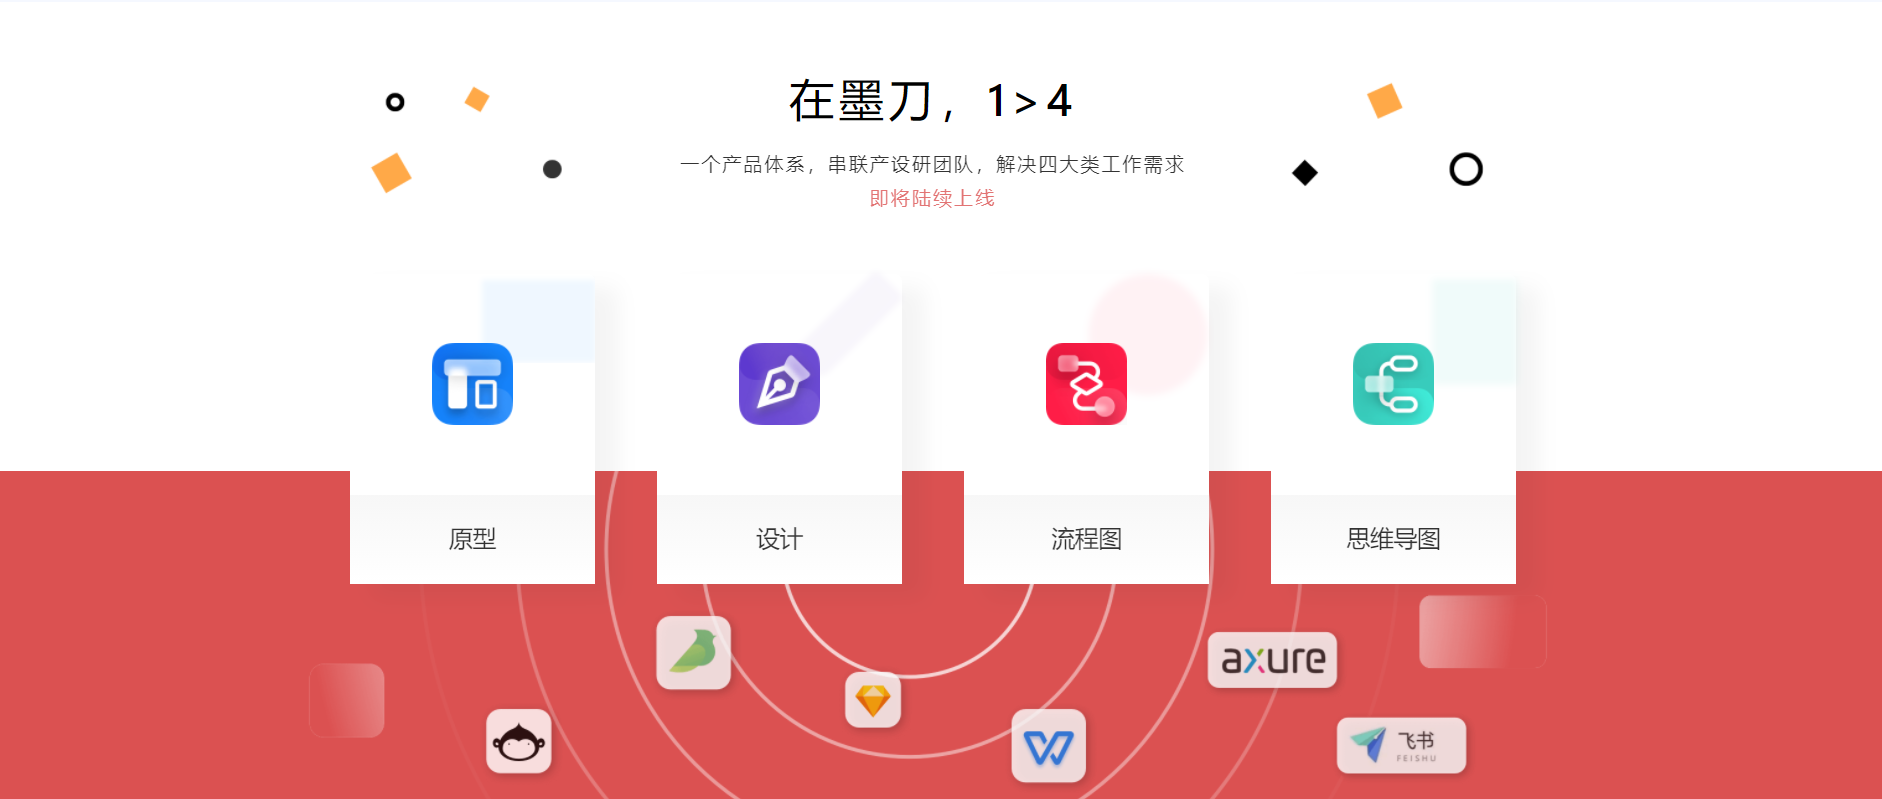 在墨刀，1>4
一个产品体系，串联产设研团队，解决四大类工作需求
即将陆续上线
原型
设计
流程图
思维导图
axure
飞书
FEISHU